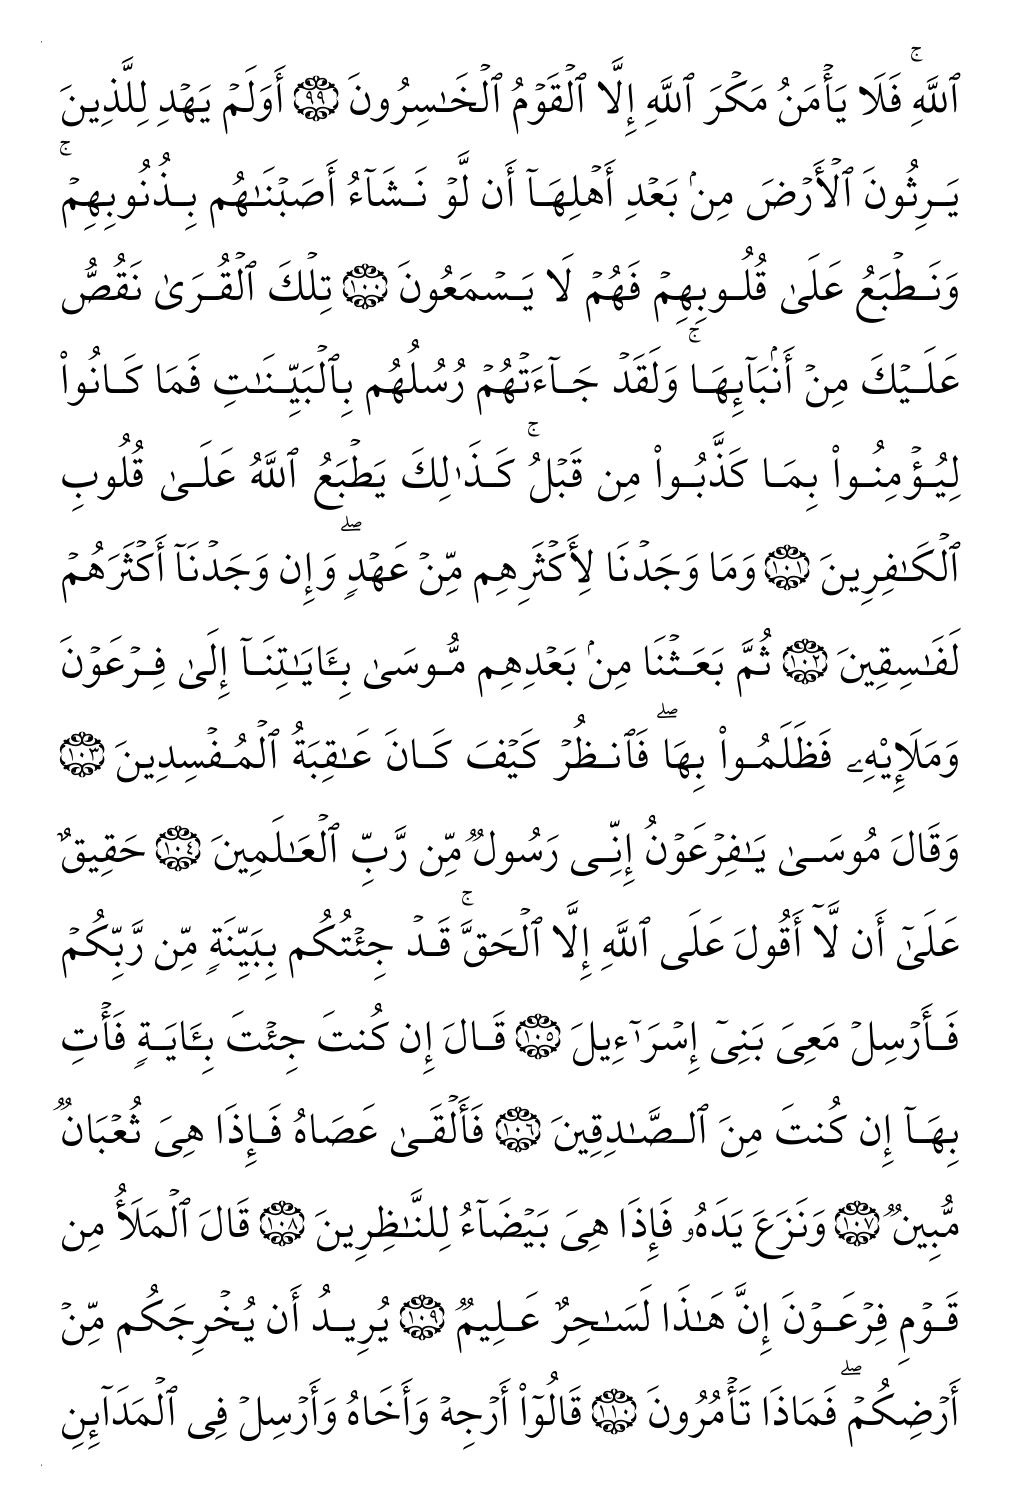 ٱللَّهِۚ فَلَا يَأۡمَنُ مَكۡرَ ٱللَّهِ إِلَّا ٱلۡقَوۡمُ ٱلۡخَـٰسِرُونَ ۝٩٩ أَوَلَمۡ يَهۡدِ لِلَّذِينَ
يَرِثُونَ ٱلۡأَرۡضَ مِنۢ بَعۡدِ أَهۡلِهَآ أَن لَّوۡ نَشَآءُ أَصَبۡنَـٰهُم بِذُنُوبِهِمۡۚ
وَنَطۡبَعُ عَلَىٰ قُلُوبِهِمۡ فَهُمۡ لَا يَسۡمَعُونَ ۝١٠٠ تِلۡكَ ٱلۡقُرَىٰ نَقُصُّ
عَلَيۡكَ مِنۡ أَنۢبَآئِهَاۚ وَلَقَدۡ جَآءَتۡهُمۡ رُسُلُهُم بِٱلۡبَيِّنَـٰتِ فَمَا كَانُوا۟
لِيُؤۡمِنُوا۟ بِمَا كَذَّبُوا۟ مِن قَبۡلُۚ كَذَٰلِكَ يَطۡبَعُ ٱللَّهُ عَلَىٰ قُلُوبِ
ٱلۡكَـٰفِرِينَ ۝١٠١ وَمَا وَجَدۡنَا لِأَكۡثَرِهِم مِّنۡ عَهۡدࣲۖ وَإِن وَجَدۡنَآ أَكۡثَرَهُمۡ
لَفَـٰسِقِينَ ۝١٠٢ ثُمَّ بَعَثۡنَا مِنۢ بَعۡدِهِم مُّوسَىٰ بِـَٔايَـٰتِنَآ إِلَىٰ فِرۡعَوۡنَ
وَمَلَإِي۟هِۦ فَظَلَمُوا۟ بِهَاۖ فَٱنظُرۡ كَيۡفَ كَانَ عَـٰقِبَةُ ٱلۡمُفۡسِدِينَ ۝١٠٣
وَقَالَ مُوسَىٰ يَـٰفِرۡعَوۡنُ إِنِّی رَسُولࣱ مِّن رَّبِّ ٱلۡعَـٰلَمِينَ ۝١٠٤ حَقِيقٌ
عَلَىٰۤ أَن لَّاۤ أَقُولَ عَلَى ٱللَّهِ إِلَّا ٱلۡحَقَّۚ قَدۡ جِئۡتُكُم بِبَيِّنَةࣲ مِّن رَّبِّكُمۡ
فَأَرۡسِلۡ مَعِیَ بَنِیۤ إِسۡرَٰۤءِيلَ ۝١٠٥ قَالَ إِن كُنتَ جِئۡتَ بِـَٔايَةࣲ فَأۡتِ
بِهَآ إِن كُنتَ مِنَ ٱلصَّـٰدِقِينَ ۝١٠٦ فَأَلۡقَىٰ عَصَاهُ فَإِذَا هِیَ ثُعۡبَانࣱ
مُّبِينࣱ ۝١٠٧ وَنَزَعَ يَدَهُۥ فَإِذَا هِیَ بَيۡضَآءُ لِلنَّـٰظِرِينَ ۝١٠٨ قَالَ ٱلۡمَلَأُ مِن
قَوۡمِ فِرۡعَوۡنَ إِنَّ هَـٰذَا لَسَـٰحِرٌ عَلِيمࣱ ۝١٠٩ يُرِيدُ أَن يُخۡرِجَكُم مِّنۡ
أَرۡضِكُمۡۖ فَمَاذَا تَأۡمُرُونَ ۝١١٠ قَالُوۤا۟ أَرۡجِهۡ وَأَخَاهُ وَأَرۡسِلۡ فِی ٱلۡمَدَآئِنِ